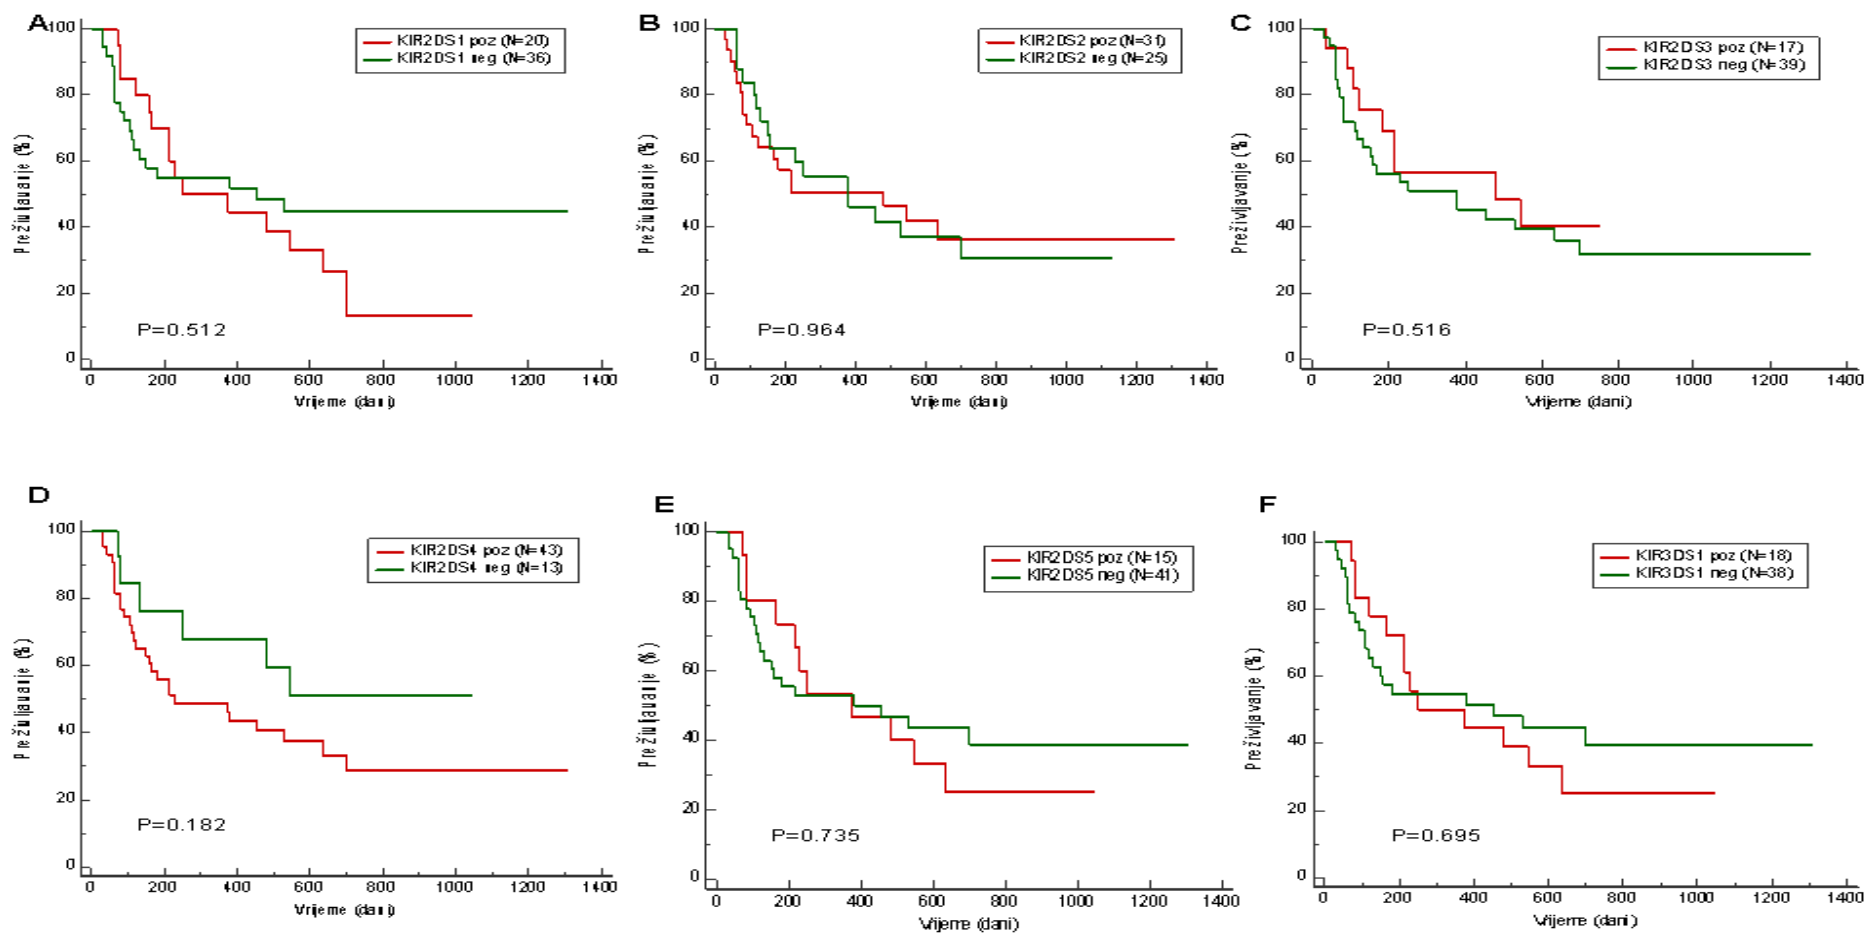 A
KIR2DS1 poz (N=20)
KIR2DS1 neg (N=36)
Preživljavanje (%)
100
80
60
40
20
0
P=0.512
0 200 400 600 800 1000 1200 1400
Vrijeme (dani)
B
KIR2DS2 poz (N=31)
KIR2DS2 neg (N=25)
Preživljavanje (%)
100
80
60
40
20
0
P=0.964
0 200 400 600 800 1000 1200 1400
Vrijeme (dani)
C
KIR2DS3 poz (N=17)
KIR2DS3 neg (N=39)
Preživljavanje (%)
100
80
60
40
20
0
P=0.516
0 200 400 600 800 1000 1200 1400
Vrijeme (dani)
D
KIR2DS4 poz (N=43)
KIR2DS4 neg (N=13)
Preživljavanje (%)
100
80
60
40
20
0
P=0.182
0 200 400 600 800 1000 1200 1400
Vrijeme (dani)
E
KIR2DS5 poz (N=15)
KIR2DS5 neg (N=41)
Preživljavanje (%)
100
80
60
40
20
0
P=0.735
0 200 400 600 800 1000 1200 1400
Vrijeme (dani)
F
KIR3DS1 poz (N=18)
KIR3DS1 neg (N=38)
Preživljavanje (%)
100
80
60
40
20
0
P=0.695
0 200 400 600 800 1000 1200 1400
Vrijeme (dani)